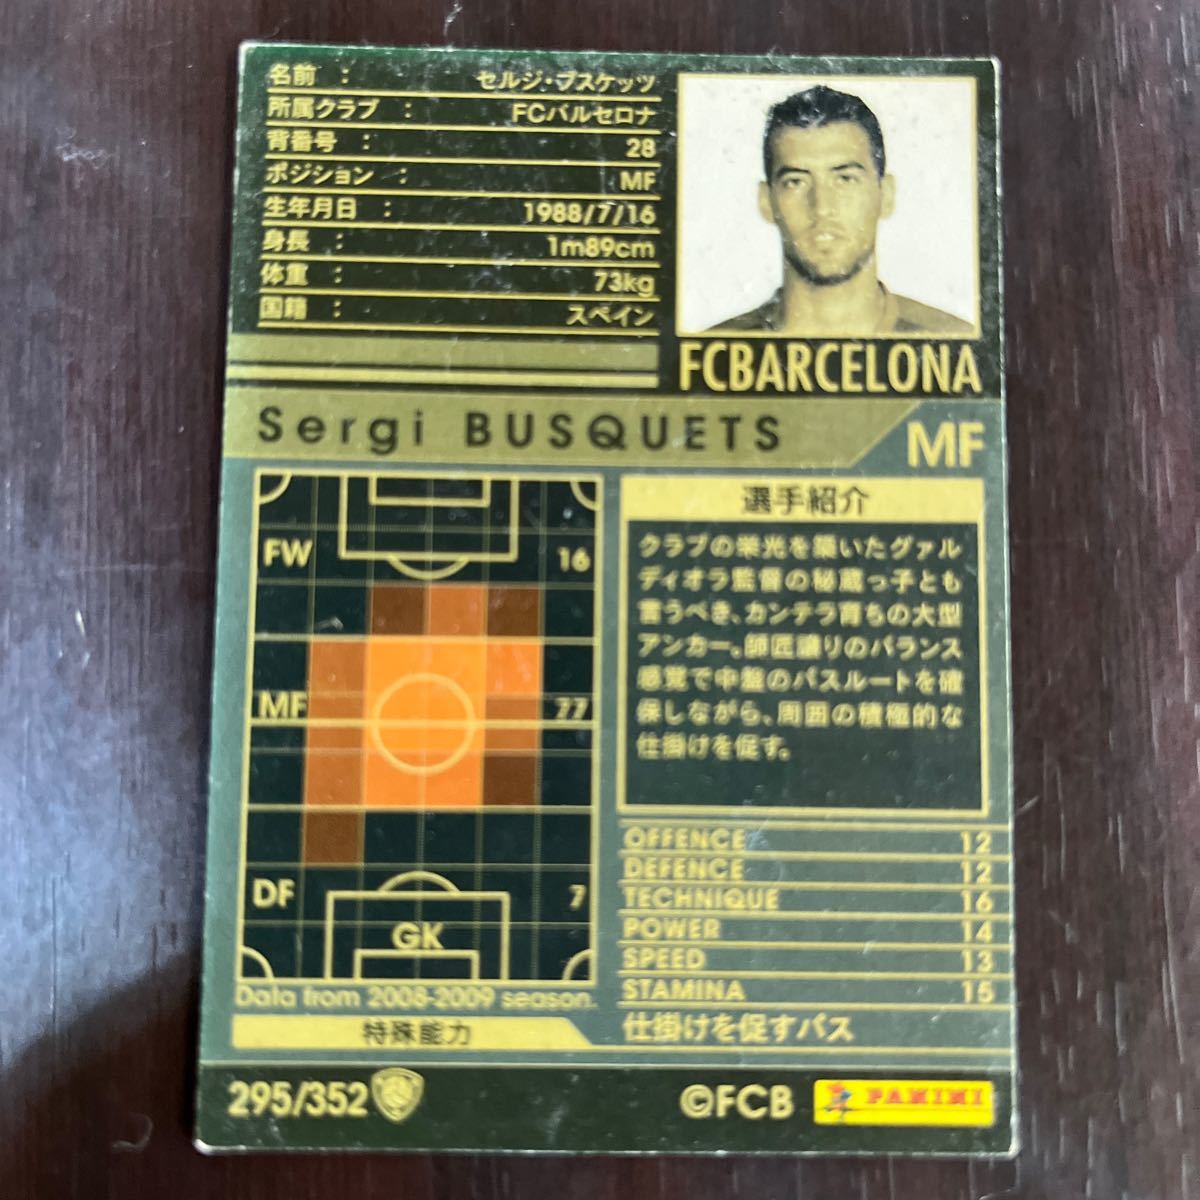 名前 : セルジ・ブスケッツ
所属クラブ : FCバルセロナ
背番号 : 28
ポジション : MF
生年月日 : 1988/7/16
身長 : 1m89cm
体重 : 73kg
国籍 : スペイン
FCBARCELONA
Sergi BUSQUETS
MF
FW 16
MF 77
DF 7
GK
Data from 2008-2009 season.
選手紹介
クラブの栄光を築いたグァル
ディオラ監督の秘蔵っ子とも
言うべき、カンテラ育ちの大型
アンカー。師匠譲りのバランス
感覚で中盤のパスルートを確
保しながら、周囲の積極的な
仕掛けを促す。
OFFENCE 12
DEFENCE 12
TECHNIQUE 16
POWER 14
SPEED 13
STAMINA 15
特殊能力
仕掛けを促すパス
295/352
©FCB
PANINI